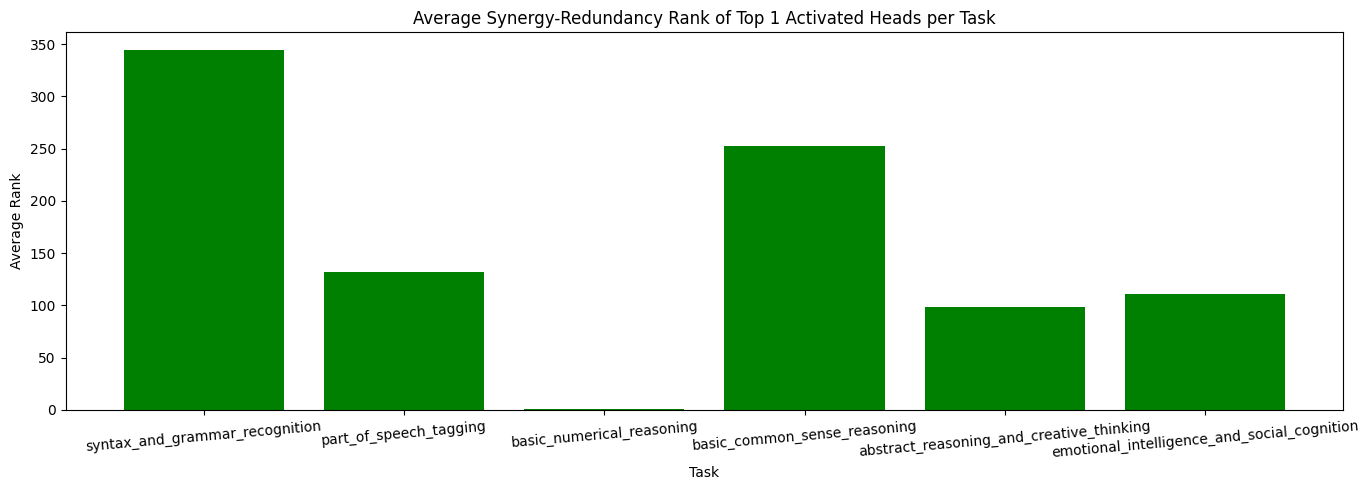 Average Synergy-Redundancy Rank of Top 1 Activated Heads per Task
Average Rank
350
300
250
200
150
100
50
0
syntax_and_grammar_recognition
part_of_speech_tagging
basic_numerical_reasoning
basic_common_sense_reasoning
abstract_reasoning_and_creative_thinking
emotional_intelligence_and_social_cognition
Task